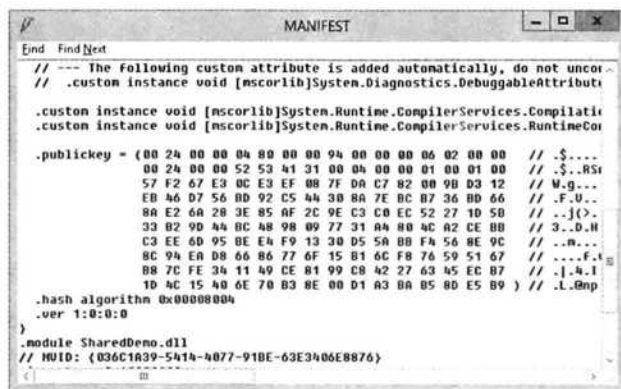 MANIFEST
Find Find Next
// --- The following custom attribute is added automatically, do not uncom
// .custom instance void [mscorlib]System.Diagnostics.DebuggableAttribute
.custom instance void [mscorlib]System.Runtime.CompilerServices.Compilatio
.custom instance void [mscorlib]System.Runtime.CompilerServices.RuntimeCom
.publickey = (00 24 00 00 04 80 00 00 94 00 00 00 06 02 00 00 // .$....
00 24 00 00 52 53 41 31 00 04 00 00 01 00 01 00 // .$..RS
57 F2 67 E3 0C E3 EF 08 7F DA C7 82 00 9B D3 12 // W.g...
EB 46 D7 56 BD 92 C5 44 30 8A 7E BC B7 36 BD 66 // .F.V..
8A E2 6A 28 3E 85 AF 2C 9E C3 C0 EC 52 27 1D 5B // ..j(>.
33 B2 9D 44 BC 48 98 09 77 31 A4 80 4C A2 CE BB // 3..D.H
C3 EE 6D 95 BE E4 F9 13 30 D5 5A BB F4 56 8E 9C // ..m...
8C 94 EA D8 66 86 77 6F 15 B1 6C F8 76 59 51 67 // ....f.
B8 7C FE 34 11 49 CE 81 99 C8 42 27 63 45 EC B7 // .|.4.I
1D 4C 15 40 6E 70 B3 8E 00 D1 A3 BA B5 8D E5 B9 ) // .L.@np
.hash algorithm 0x00008004
.ver 1:0:0:0
}
.module SharedDemo.dll
// MVID: {036C1A39-5414-4077-91BE-63E3406E8876}